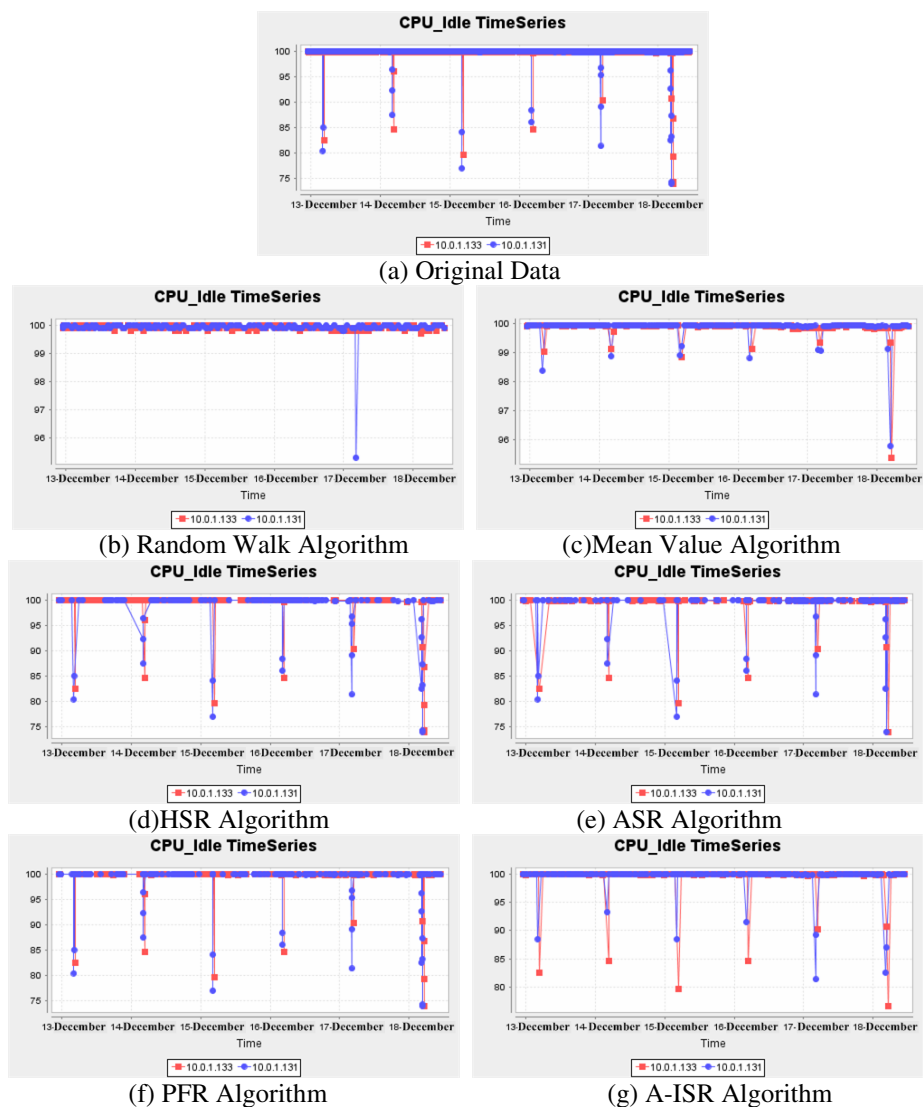 CPU_Idle TimeSeries
100
95
90
85
80
75
13-December 14-December 15-December 16-December 17-December 18-December
Time
10.0.1.133 10.0.1.131
(a) Original Data
CPU_Idle TimeSeries
100
99
98
97
96
13-December 14-December 15-December 16-December 17-December 18-December
Time
10.0.1.133 10.0.1.131
(b) Random Walk Algorithm
CPU_Idle TimeSeries
100
99
98
97
96
13-December 14-December 15-December 16-December 17-December 18-December
Time
10.0.1.133 10.0.1.131
(c)Mean Value Algorithm
CPU_Idle TimeSeries
100
95
90
85
80
75
13-December 14-December 15-December 16-December 17-December 18-December
Time
10.0.1.133 10.0.1.131
(d)HSR Algorithm
CPU_Idle TimeSeries
100
95
90
85
80
75
13-December 14-December 15-December 16-December 17-December 18-December
Time
10.0.1.133 10.0.1.131
(e) ASR Algorithm
CPU_Idle TimeSeries
100
95
90
85
80
75
13-December 14-December 15-December 16-December 17-December 18-December
Time
10.0.1.133 10.0.1.131
(f) PFR Algorithm
CPU_Idle TimeSeries
100
95
90
85
80
13-December 14-December 15-December 16-December 17-December 18-December
Time
10.0.1.133 10.0.1.131
(g) A-ISR Algorithm